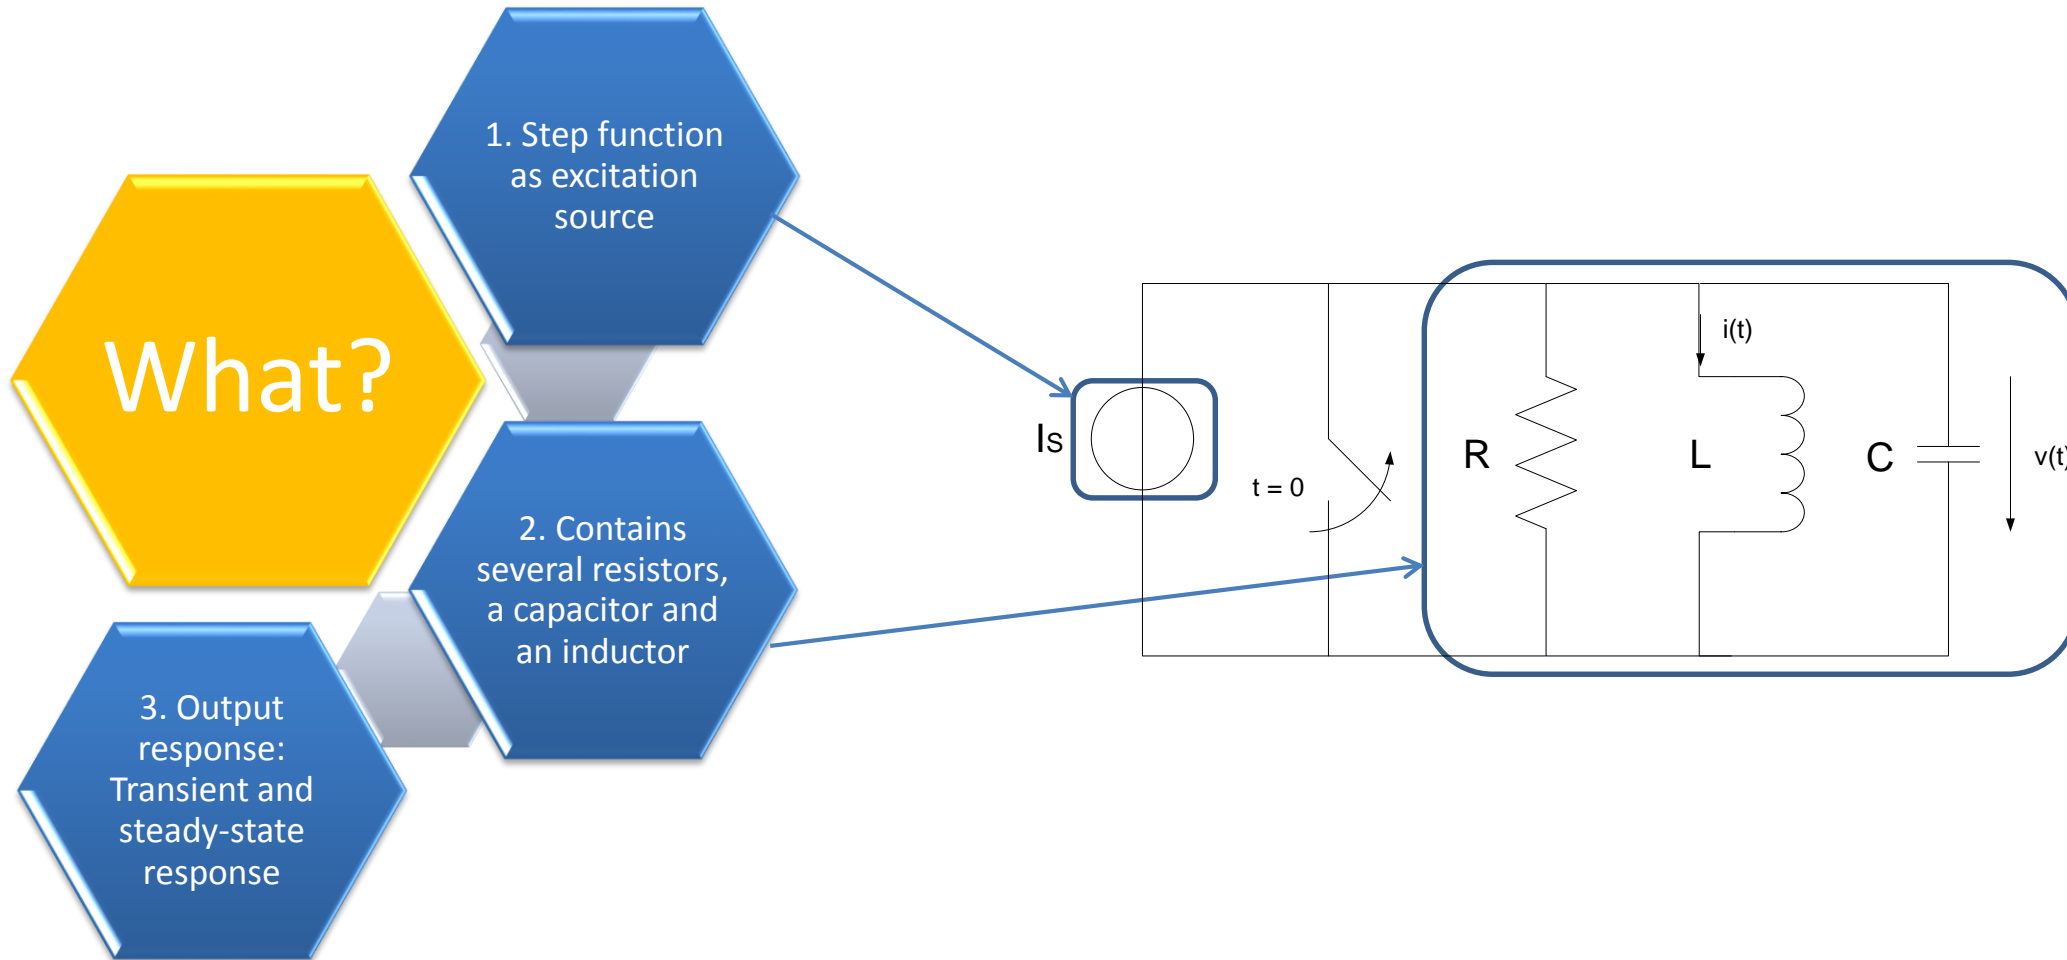 What?
1. Step function
as excitation
source
2. Contains
several resistors,
a capacitor and
an inductor
3. Output
response:
Transient and
steady-state
response
Is
t = 0
R
L
C
i(t)
v(t)